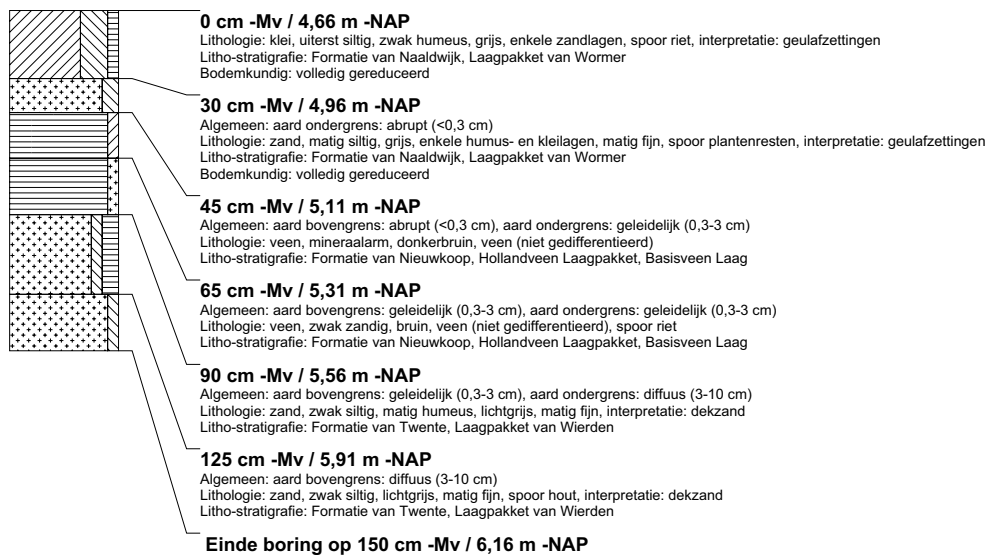 0 cm -Mv / 4,66 m -NAP
Lithologie: klei, uiterst siltig, zwak humeus, grijs, enkele zandlagen, spoor riet, interpretatie: geulafzettingen
Litho-stratigrafie: Formatie van Naaldwijk, Laagpakket van Wormer
Bodemkundig: volledig gereduceerd
30 cm -Mv / 4,96 m -NAP
Algemeen: aard ondergrens: abrupt (<0,3 cm)
Lithologie: zand, matig siltig, grijs, enkele humus- en kleilagen, matig fijn, spoor plantenresten, interpretatie: geulafzettingen
Litho-stratigrafie: Formatie van Naaldwijk, Laagpakket van Wormer
Bodemkundig: volledig gereduceerd
45 cm -Mv / 5,11 m -NAP
Algemeen: aard bovengrens: abrupt (<0,3 cm), aard ondergrens: geleidelijk (0,3-3 cm)
Lithologie: veen, mineraalarm, donkerbruin, veen (niet gedifferentieerd)
Litho-stratigrafie: Formatie van Nieuwkoop, Hollandveen Laagpakket, Basisveen Laag
65 cm -Mv / 5,31 m -NAP
Algemeen: aard bovengrens: geleidelijk (0,3-3 cm), aard ondergrens: geleidelijk (0,3-3 cm)
Lithologie: veen, zwak zandig, bruin, veen (niet gedifferentieerd), spoor riet
Litho-stratigrafie: Formatie van Nieuwkoop, Hollandveen Laagpakket, Basisveen Laag
90 cm -Mv / 5,56 m -NAP
Algemeen: aard bovengrens: geleidelijk (0,3-3 cm), aard ondergrens: diffuus (3-10 cm)
Lithologie: zand, zwak siltig, matig humeus, lichtgrijs, matig fijn, interpretatie: dekzand
Litho-stratigrafie: Formatie van Twente, Laagpakket van Wierden
125 cm -Mv / 5,91 m -NAP
Algemeen: aard bovengrens: diffuus (3-10 cm)
Lithologie: zand, zwak siltig, lichtgrijs, matig fijn, spoor hout, interpretatie: dekzand
Litho-stratigrafie: Formatie van Twente, Laagpakket van Wierden
Einde boring op 150 cm -Mv / 6,16 m -NAP